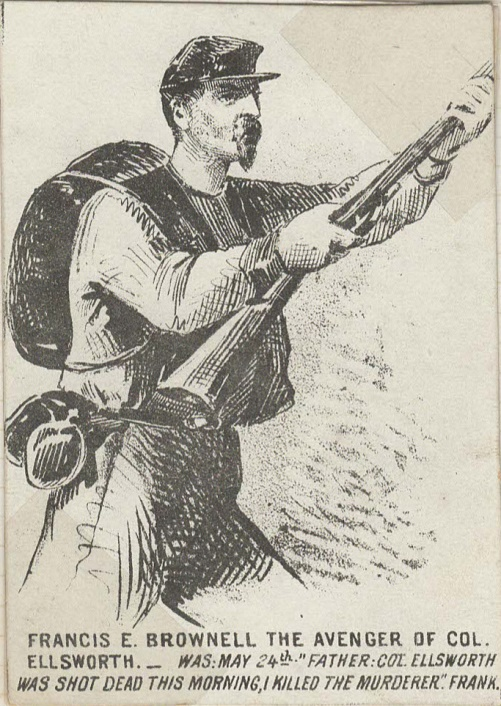 FRANCIS E. BROWNELL THE AVENGER OF COL.
ELLSWORTH. — WAS: MAY 24th. "FATHER: COL. ELLSWORTH
WAS SHOT DEAD THIS MORNING, I KILLED THE MURDERER". FRANK.